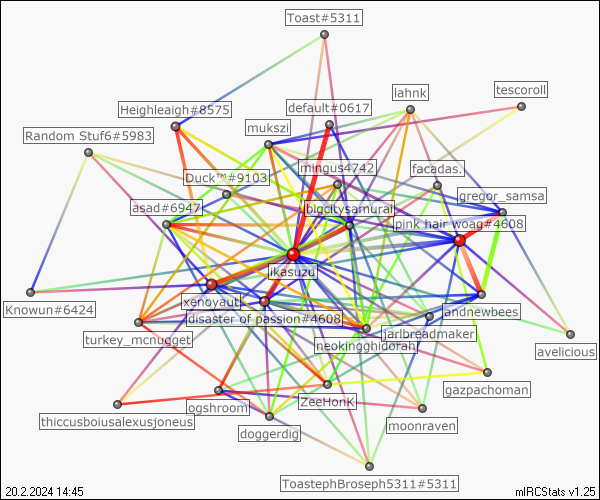 Toast#5311
tescoroll
lahnk
Heighleaigh#8575
default#0617
mukszi
Random Stuf6#5983
mingus4742
facadas.
Duck™#9103
gregor_samsa
asad#6947
bigcitysamurai
pink hair woag#4608
ikasuzu
xenoyaut
Knowun#6424
disaster of passion#4608
andnewbees
jarlbreadmaker
turkey_mcnugget
neokingghidorah
avelicious
gazpachoman
ogshroom
ZeeHonK
thiccusboiusalexusjoneus
moonraven
doggerdig
ToastephBroseph5311#5311
20.2.2024 14:45
mIRCStats v1.25